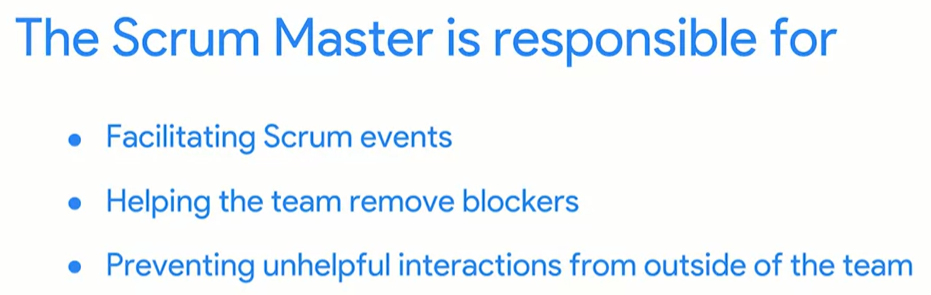 The Scrum Master is responsible for
• Facilitating Scrum events
• Helping the team remove blockers
• Preventing unhelpful interactions from outside of the team